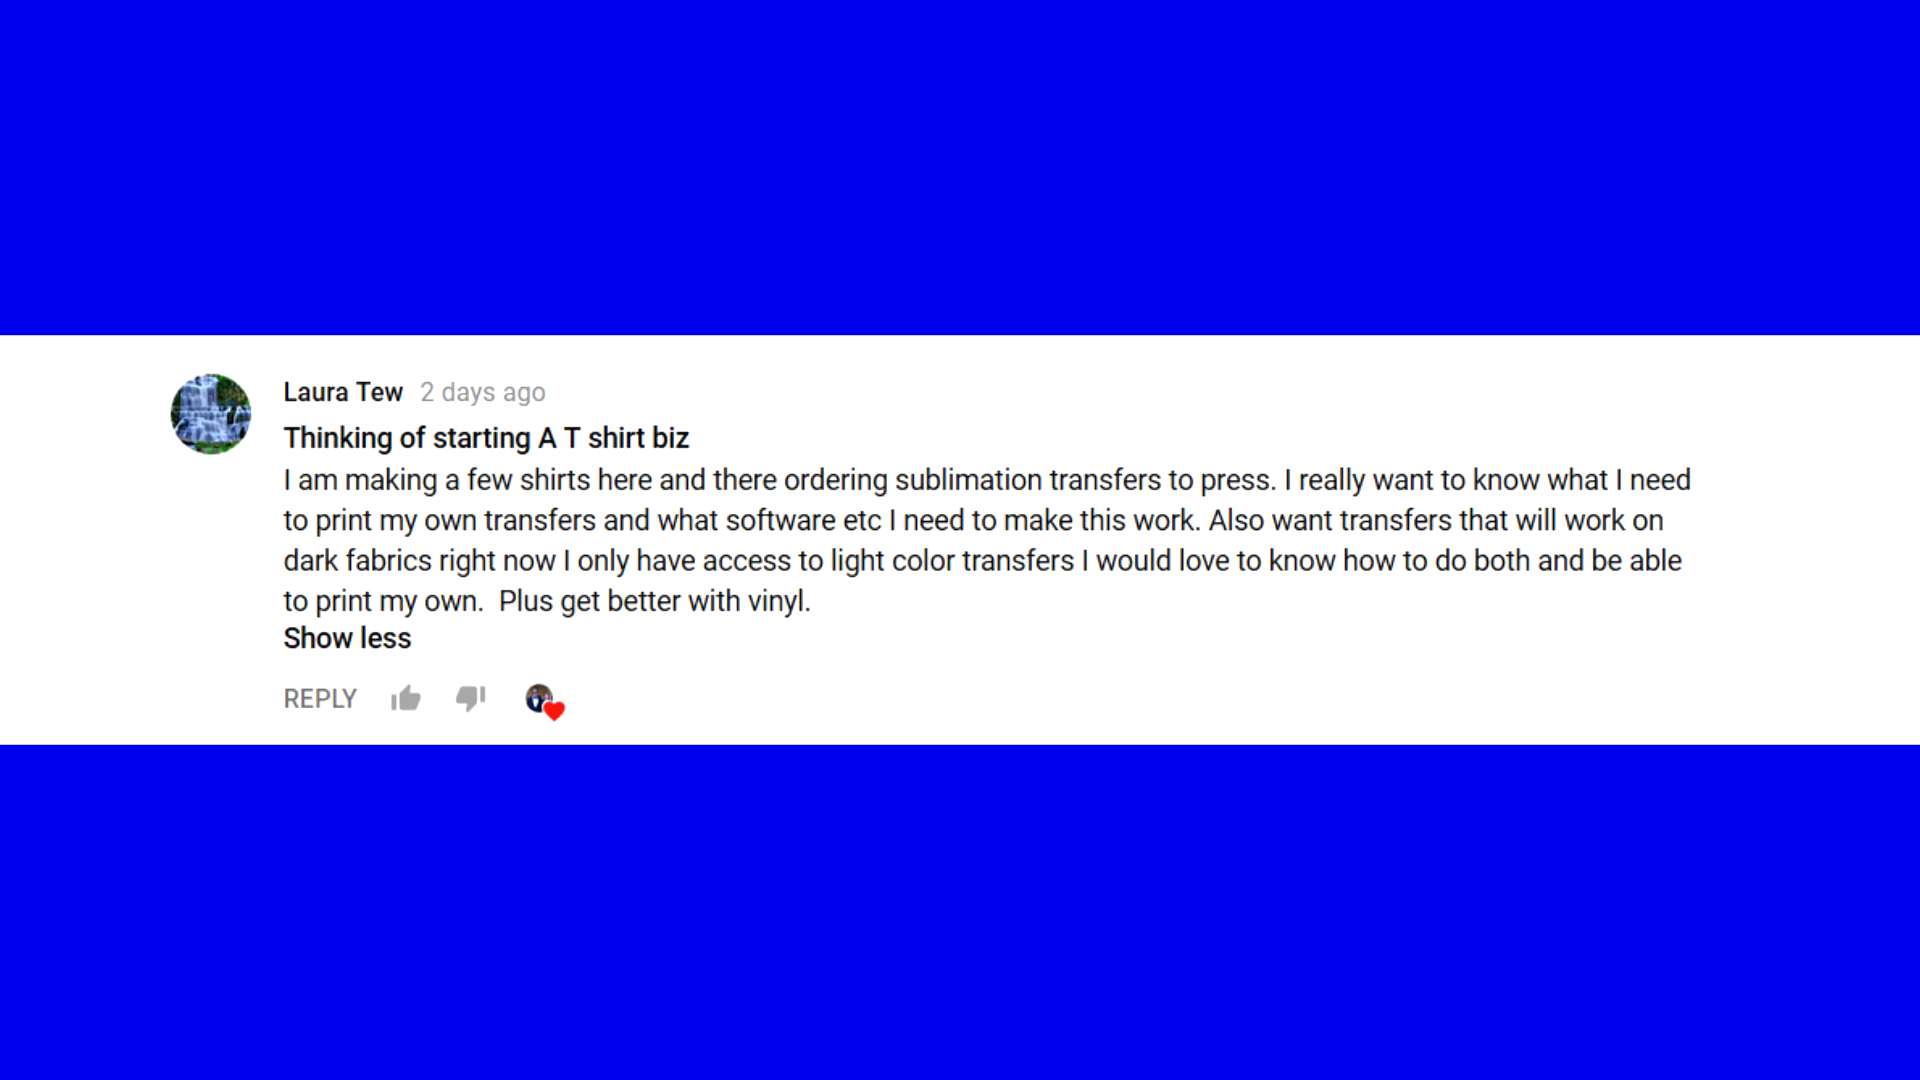 Laura Tew 2 days ago
Thinking of starting A T shirt biz
I am making a few shirts here and there ordering sublimation transfers to press. I really want to know what I need
to print my own transfers and what software etc I need to make this work. Also want transfers that will work on
dark fabrics right now I only have access to light color transfers I would love to know how to do both and be able
to print my own.  Plus get better with vinyl.
Show less
REPLY